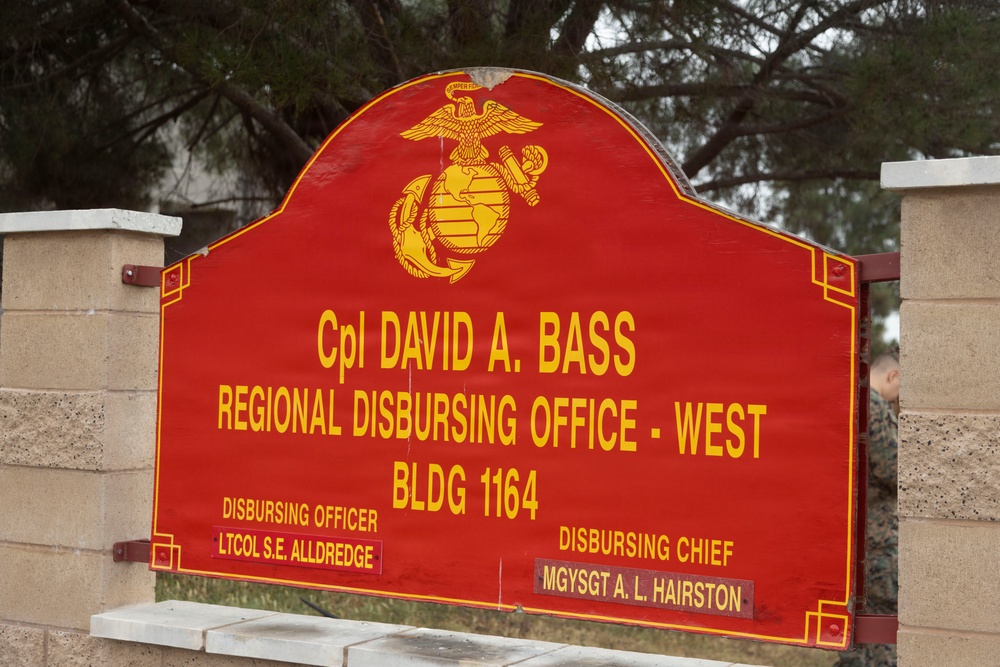 SEMPER FIDELIS
Cpl DAVID A. BASS
REGIONAL DISBURSING OFFICE - WEST
BLDG 1164
DISBURSING OFFICER
LTCOL S.E. ALLDREDGE
DISBURSING CHIEF
MGYSGT A. L. HAIRSTON